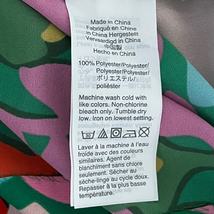 Made in China
Fabriqué en Chine
In China Hergestellt
Vervaardigd in China
中国製
Hecho en China
100% Polyester/Polyester/
Polyester/Polyester/
ポリエステル/
poliéster
Machine wash cold with
like colors. Non-chlorine
bleach only. Tumble dry
low. Iron on lowest setting.
Laver à la machine à
l'eau froide avec des
couleurs similaires.
Agent de blanchiment
sans chlore
uniquement. Sécher au
sèche-linge au cycle doux.
Repasser à la plus basse
température.